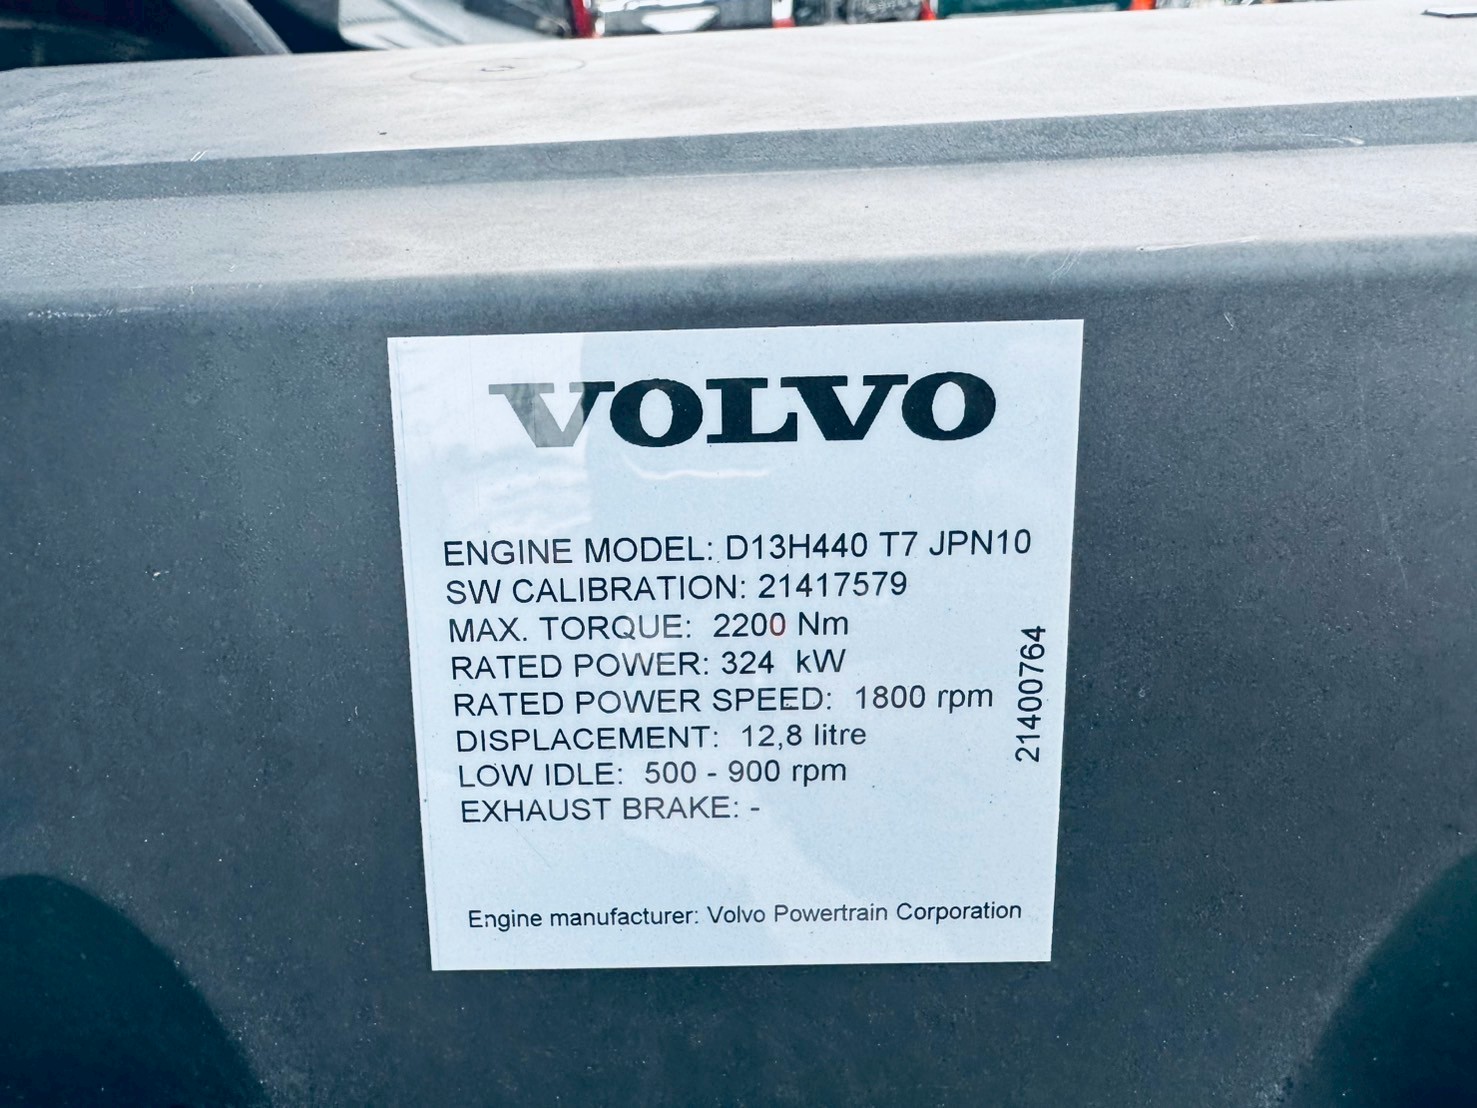 VOLVO
ENGINE MODEL: D13H440 T7 JPN10
SW CALIBRATION: 21417579
MAX. TORQUE: 2200 Nm
RATED POWER: 324 kW
RATED POWER SPEED: 1800 rpm
DISPLACEMENT: 12,8 litre
LOW IDLE: 500 - 900 rpm
EXHAUST BRAKE: -
21400764
Engine manufacturer: Volvo Powertrain Corporation